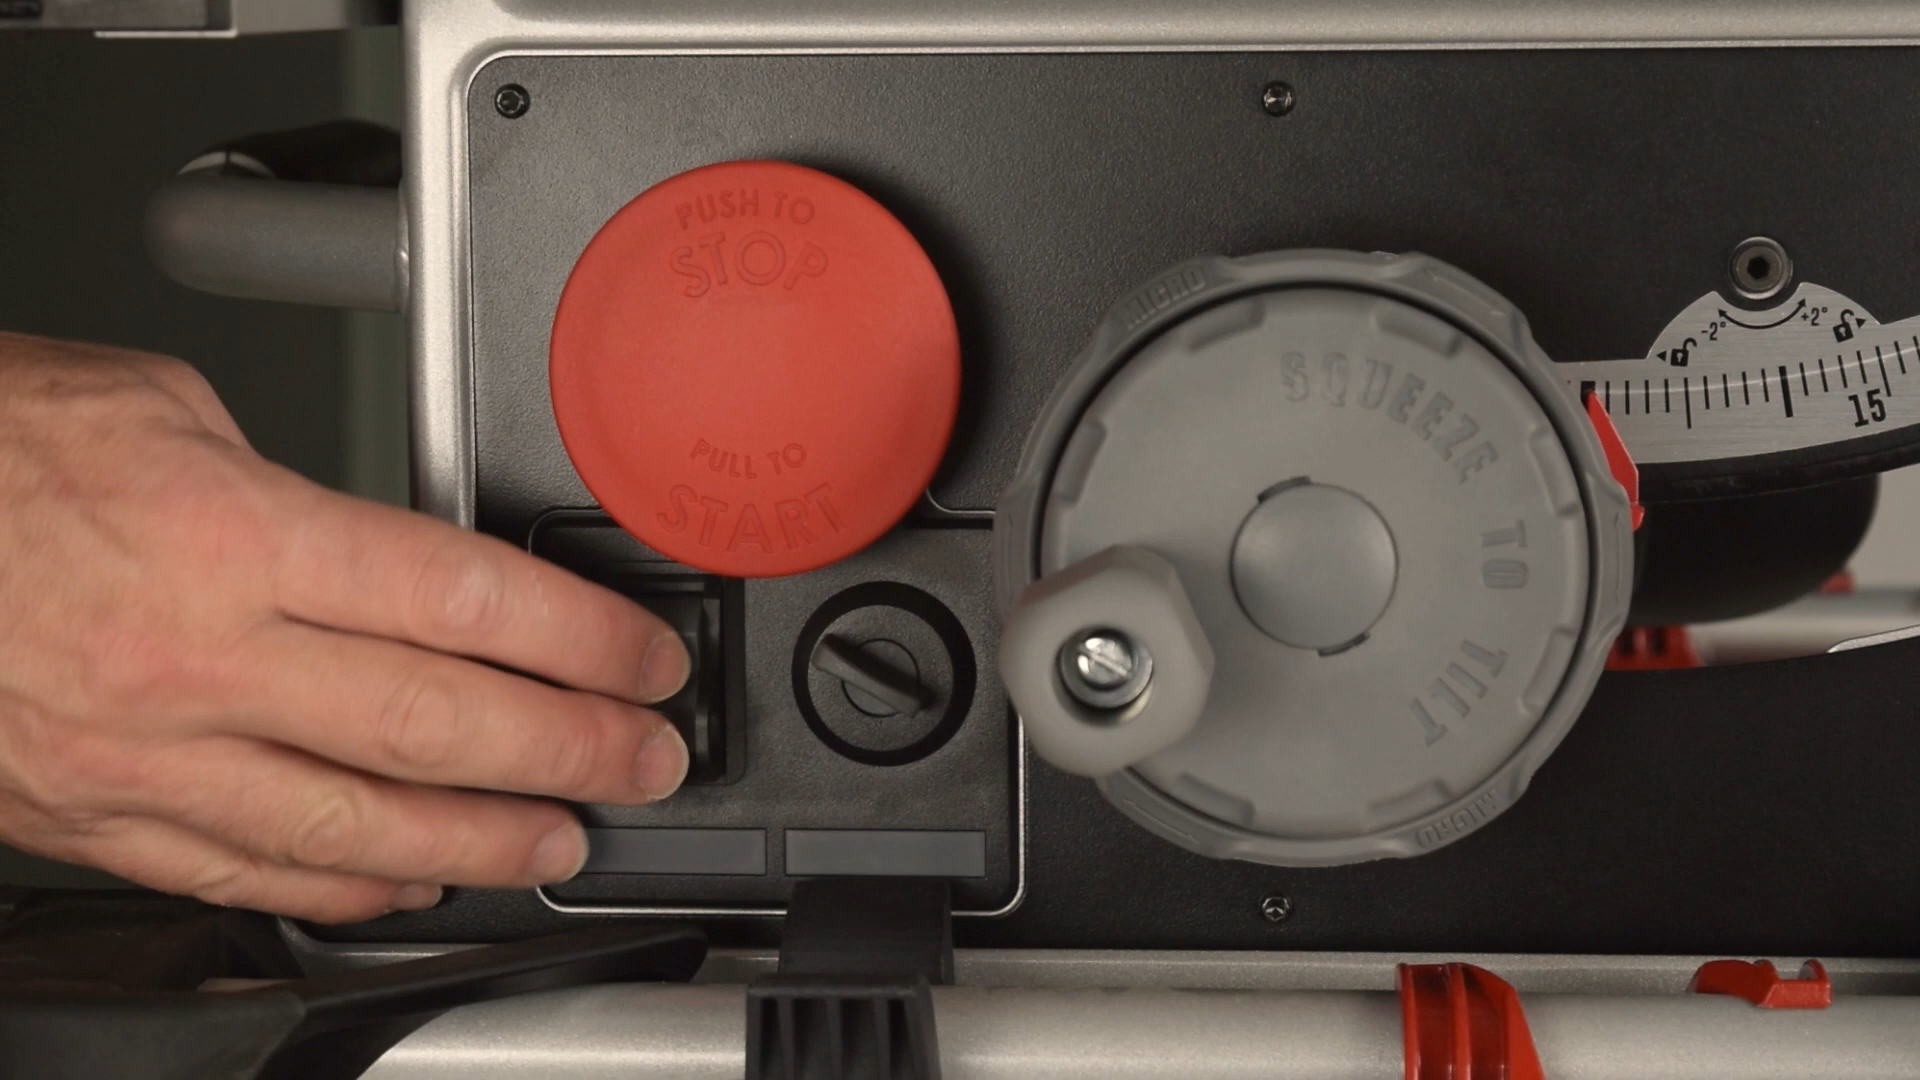 PUSH TO
STOP
PULL TO
START
MICRO
SQUEEZE TO TILT
MICRO
-2° +2°
15